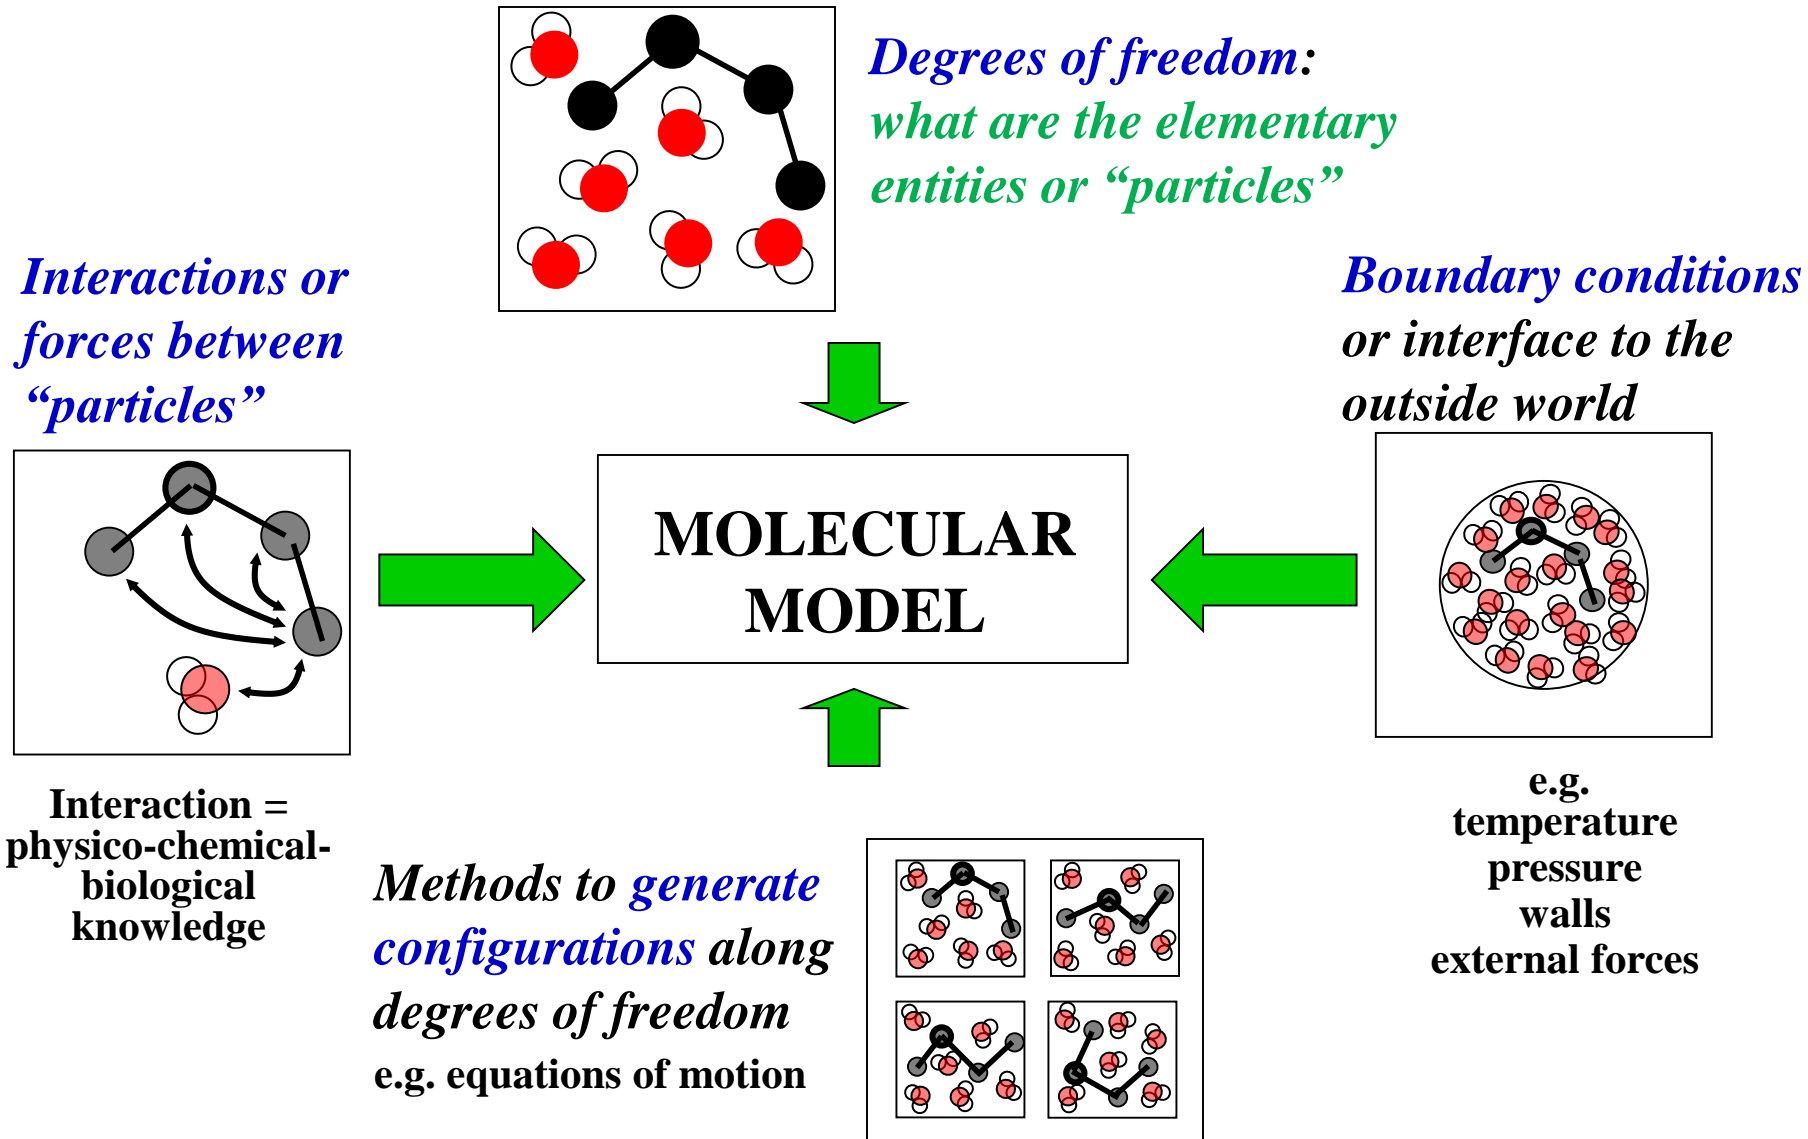 Degrees of freedom:
what are the elementary
entities or “particles”
Interactions or
forces between
“particles”
Boundary conditions
or interface to the
outside world
MOLECULAR
MODEL
Interaction =
physico-chemical-
biological
knowledge
e.g.
temperature
pressure
walls
external forces
Methods to generate
configurations along
degrees of freedom
e.g. equations of motion